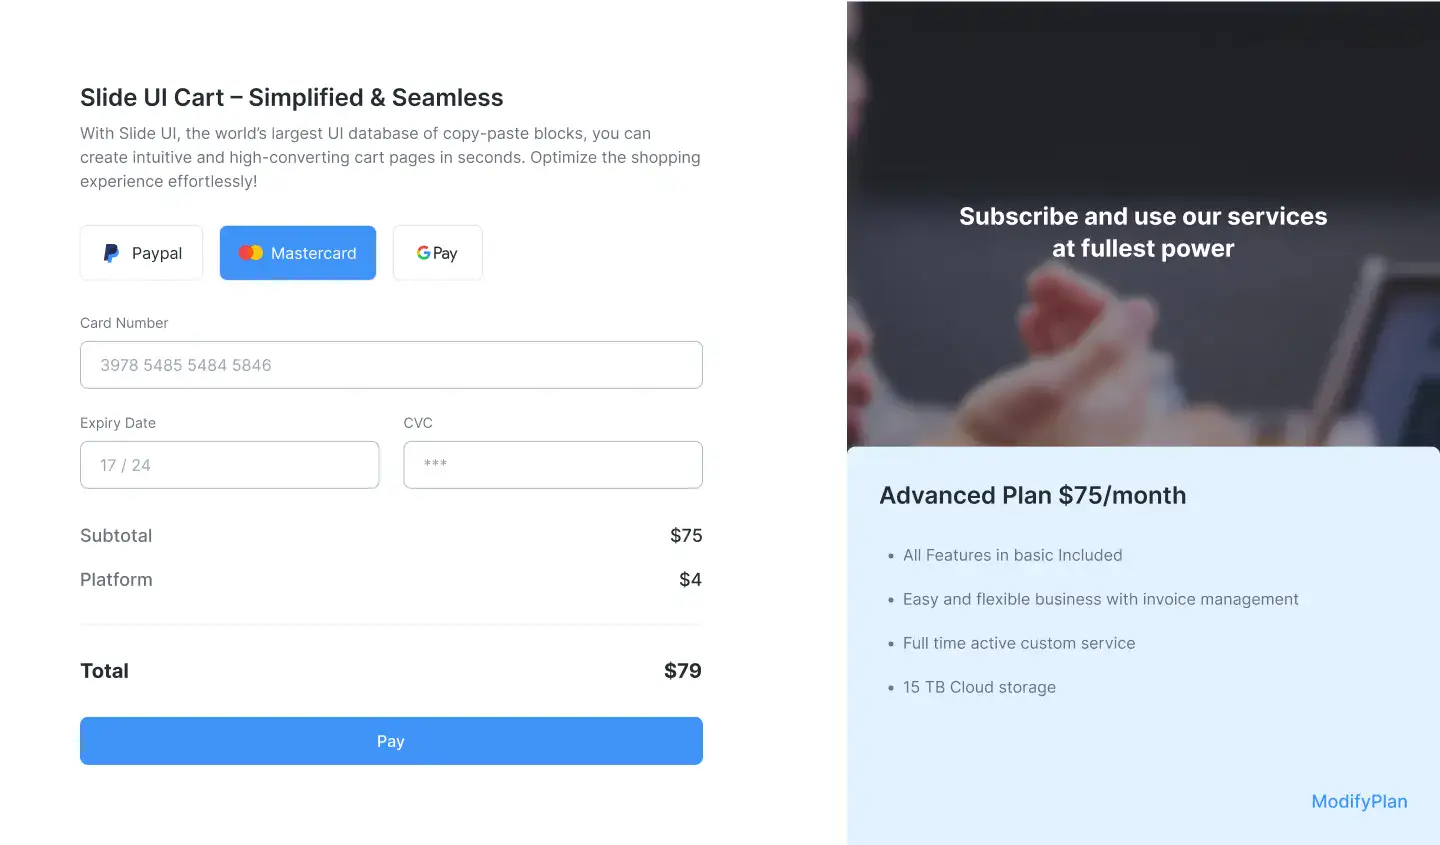 Slide UI Cart – Simplified & Seamless
With Slide UI, the world’s largest UI database of copy-paste blocks, you can
create intuitive and high-converting cart pages in seconds. Optimize the shopping
experience effortlessly!
Paypal
Mastercard
G Pay
Card Number
3978 5485 5484 5846
Expiry Date
CVC
17 / 24
***
Subtotal
$75
Platform
$4
Total
$79
Pay
Subscribe and use our services
at fullest power
Advanced Plan $75/month
• All Features in basic Included
• Easy and flexible business with invoice management
• Full time active custom service
• 15 TB Cloud storage
ModifyPlan